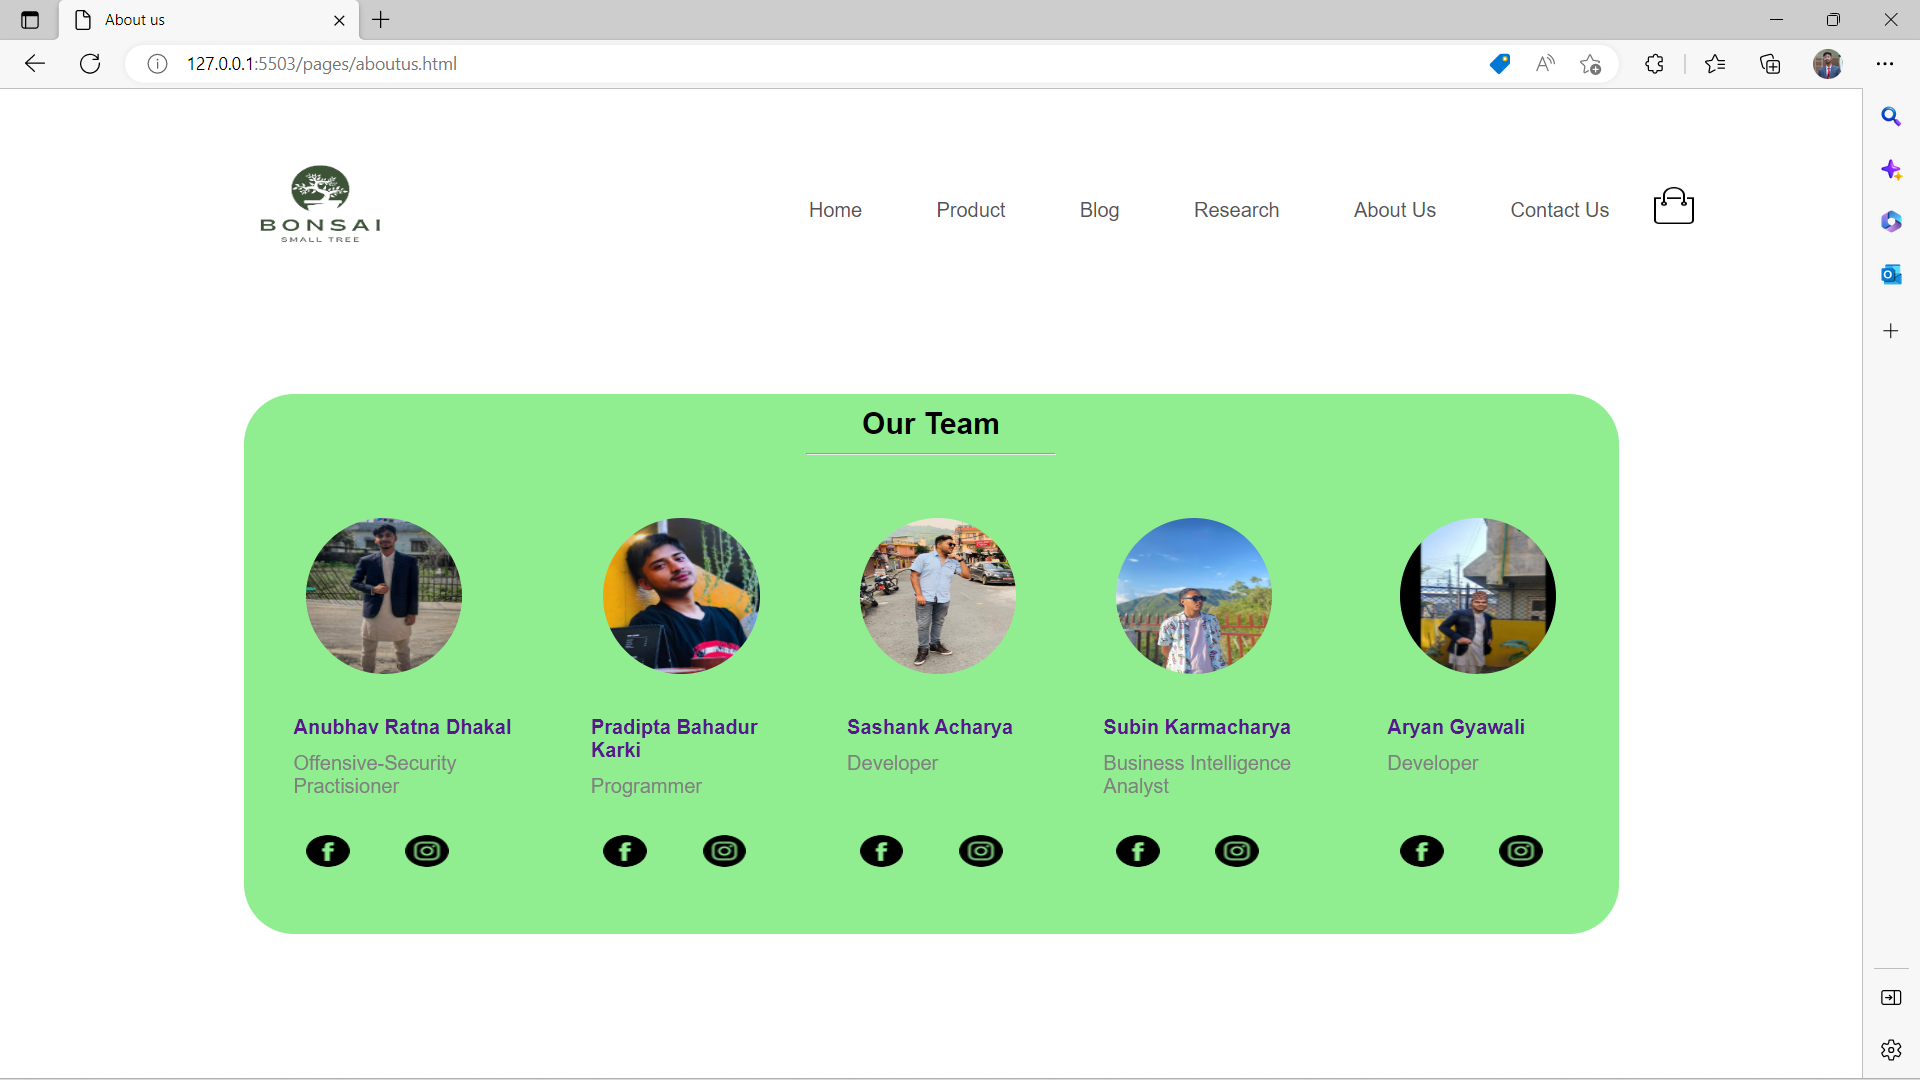 About us
127.0.0.1:5503/pages/aboutus.html
BONSAI
SMALL TREE
Home
Product
Blog
Research
About Us
Contact Us
Our Team
Anubhav Ratna Dhakal
Offensive-Security
Practisioner
Pradipta Bahadur
Karki
Programmer
Sashank Acharya
Developer
Subin Karmacharya
Business Intelligence
Analyst
Aryan Gyawali
Developer